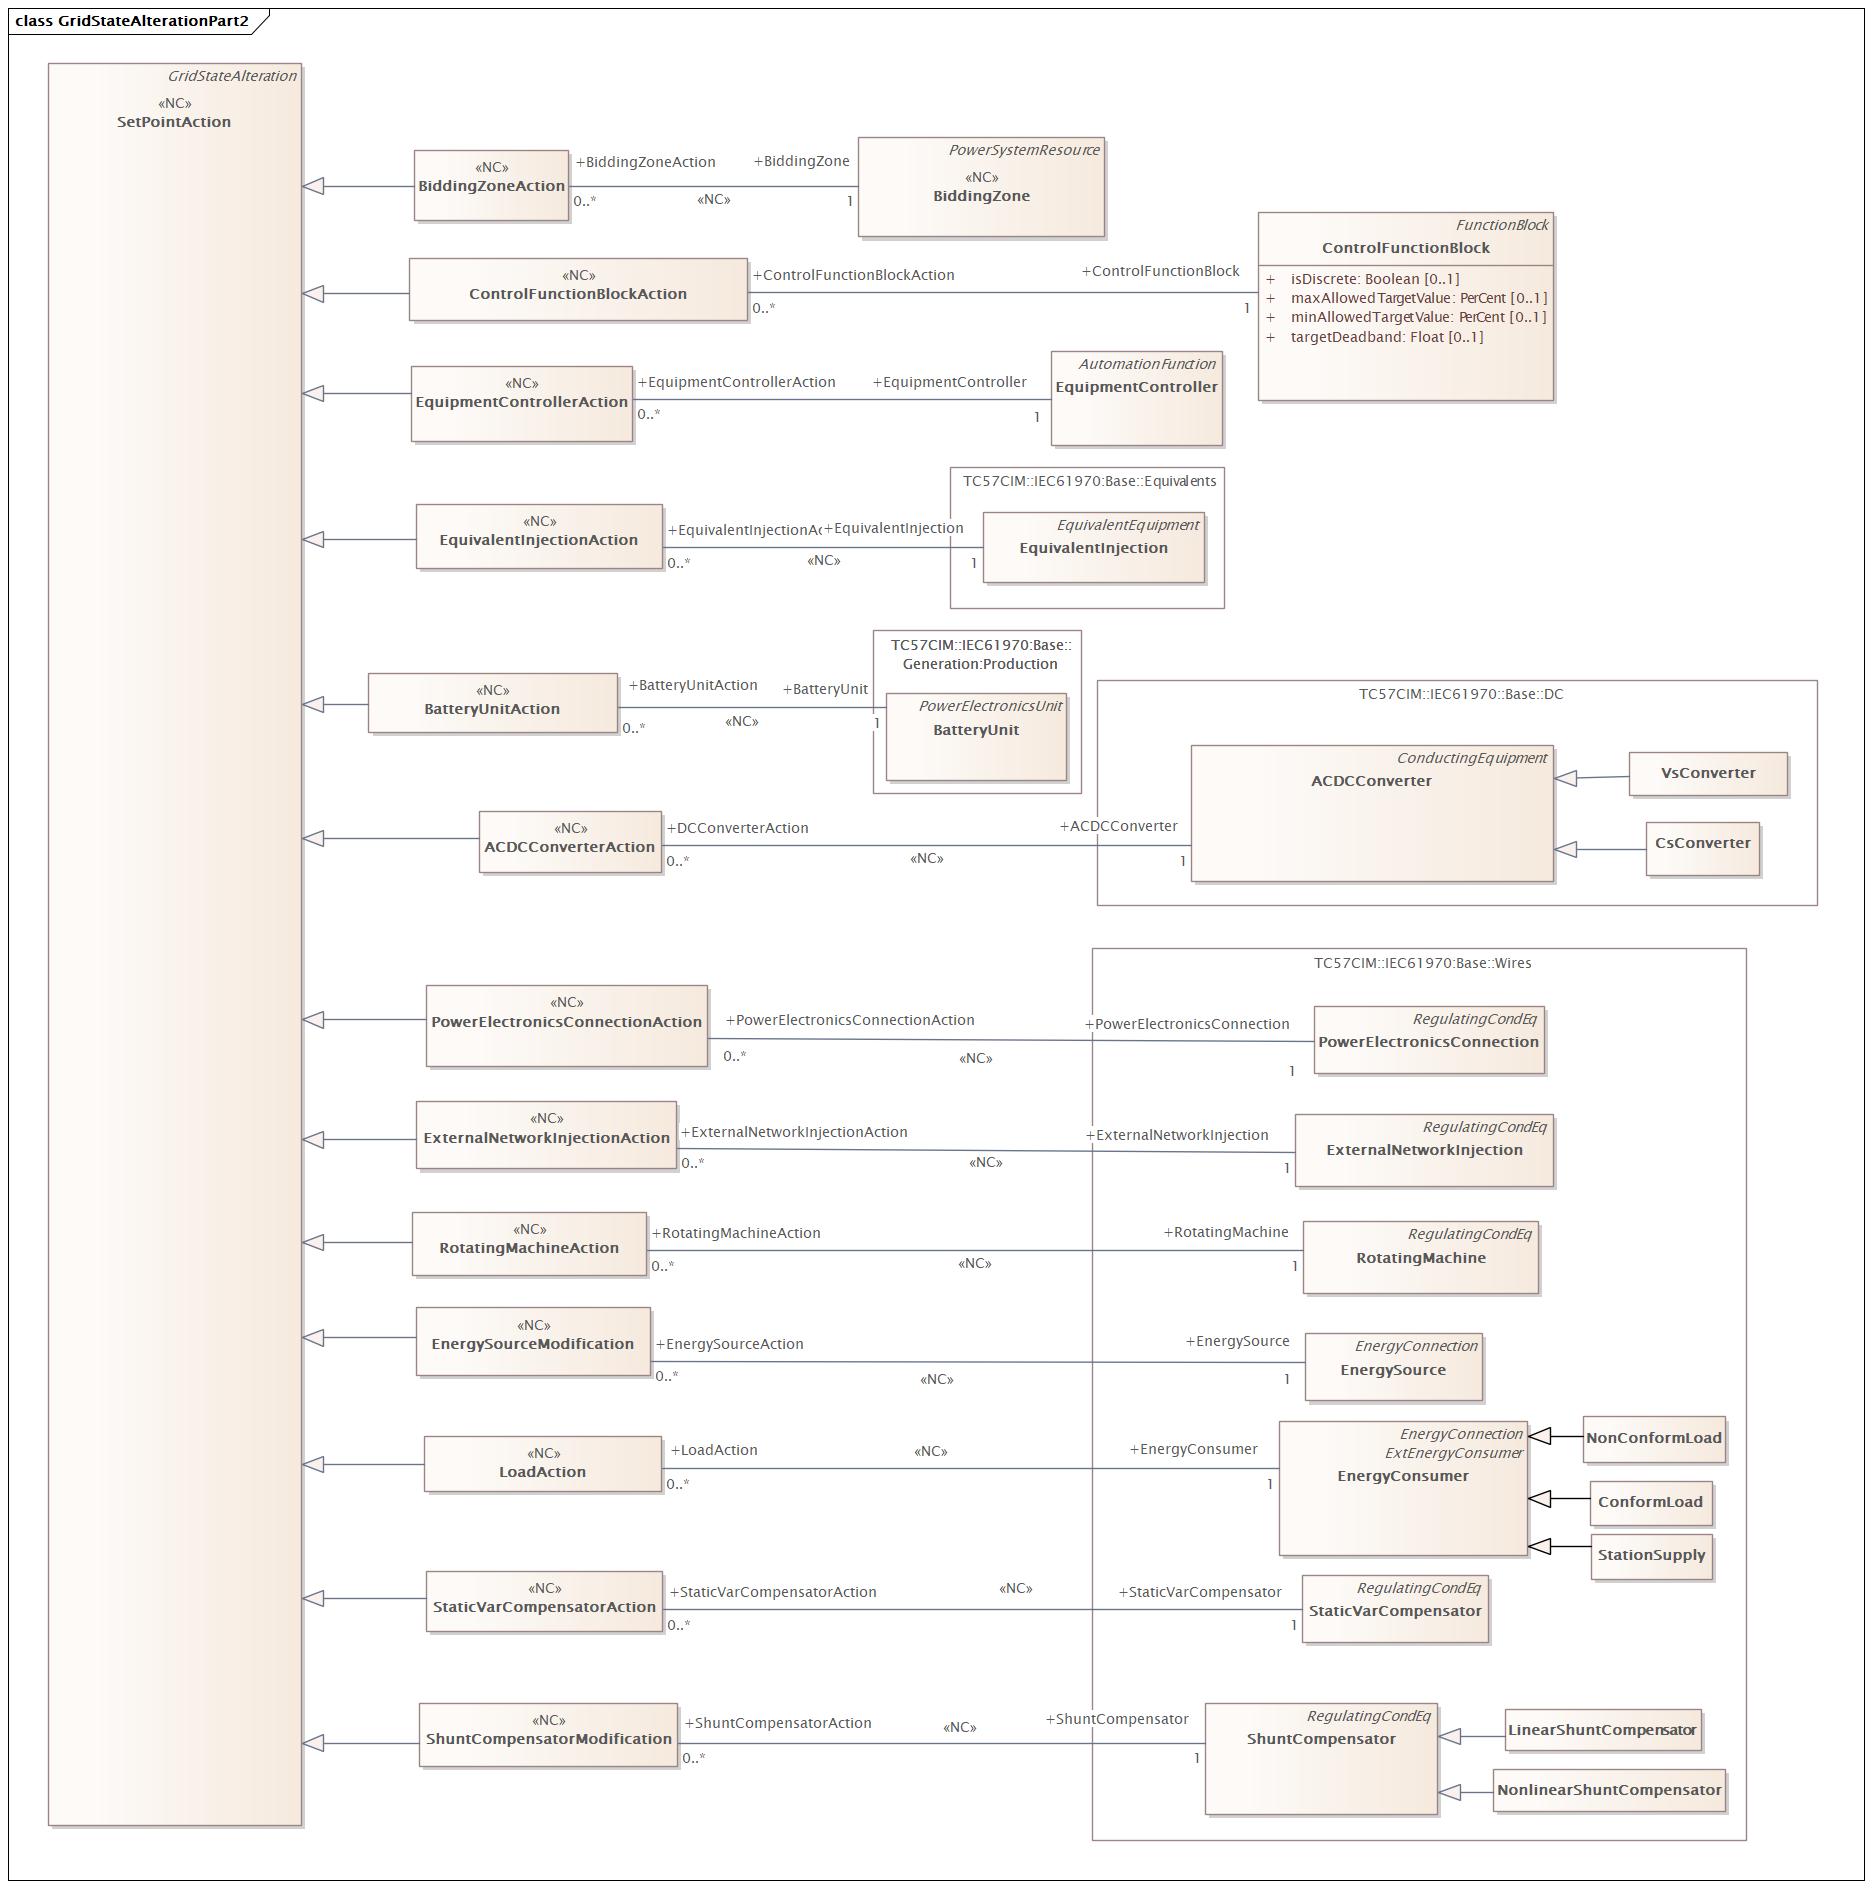 class GridStateAlterationPart2
GridStateAlteration
«NC»
SetPointAction
«NC»
BiddingZoneAction
+BiddingZoneAction
+BiddingZone
0..*
«NC»
1
PowerSystemResource
«NC»
BiddingZone
«NC»
ControlFunctionBlockAction
+ControlFunctionBlockAction
+ControlFunctionBlock
0..*
1
FunctionBlock
ControlFunctionBlock
+ isDiscrete: Boolean [0..1]
+ maxAllowedTargetValue: PerCent [0..1]
+ minAllowedTargetValue: PerCent [0..1]
+ targetDeadband: Float [0..1]
«NC»
EquipmentControllerAction
+EquipmentControllerAction
+EquipmentController
0..*
1
AutomationFunction
EquipmentController
TC57CIM::IEC61970:Base::Equivalents
«NC»
EquivalentInjectionAction
+EquivalentInjectionAc
+EquivalentInjection
0..*
«NC»
1
EquivalentEquipment
EquivalentInjection
TC57CIM::IEC61970:Base::
Generation:Production
«NC»
BatteryUnitAction
+BatteryUnitAction
+BatteryUnit
0..*
«NC»
1
PowerElectronicsUnit
BatteryUnit
TC57CIM::IEC61970::Base::DC
«NC»
ACDCConverterAction
+DCConverterAction
+ACDCConverter
0..*
«NC»
1
ConductingEquipment
ACDCConverter
VsConverter
CsConverter
TC57CIM::IEC61970:Base::Wires
«NC»
PowerElectronicsConnectionAction
+PowerElectronicsConnectionAction
+PowerElectronicsConnection
0..*
«NC»
1
RegulatingCondEq
PowerElectronicsConnection
«NC»
ExternalNetworkInjectionAction
+ExternalNetworkInjectionAction
+ExternalNetworkInjection
0..*
«NC»
1
RegulatingCondEq
ExternalNetworkInjection
«NC»
RotatingMachineAction
+RotatingMachineAction
+RotatingMachine
0..*
«NC»
1
RegulatingCondEq
RotatingMachine
«NC»
EnergySourceModification
+EnergySourceAction
+EnergySource
0..*
«NC»
1
EnergyConnection
EnergySource
«NC»
LoadAction
+LoadAction
«NC»
+EnergyConsumer
0..*
1
EnergyConnection
ExtEnergyConsumer
EnergyConsumer
NonConformLoad
ConformLoad
StationSupply
«NC»
StaticVarCompensatorAction
+StaticVarCompensatorAction
«NC»
+StaticVarCompensator
0..*
1
RegulatingCondEq
StaticVarCompensator
«NC»
ShuntCompensatorModification
+ShuntCompensatorAction
«NC»
+ShuntCompensator
0..*
1
RegulatingCondEq
ShuntCompensator
LinearShuntCompensator
NonlinearShuntCompensator